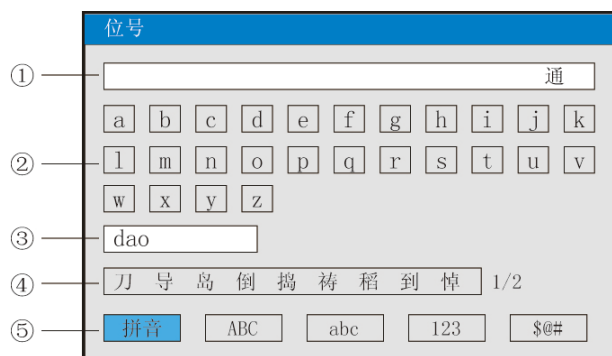 位号
① 通
a b c d e f g h i j k
② l m n o p q r s t u v
w x y z
③ dao
④ 刀 导 岛 倒 捣 祷 稻 到 悼 1/2
⑤ 拼音 ABC abc 123 $@#